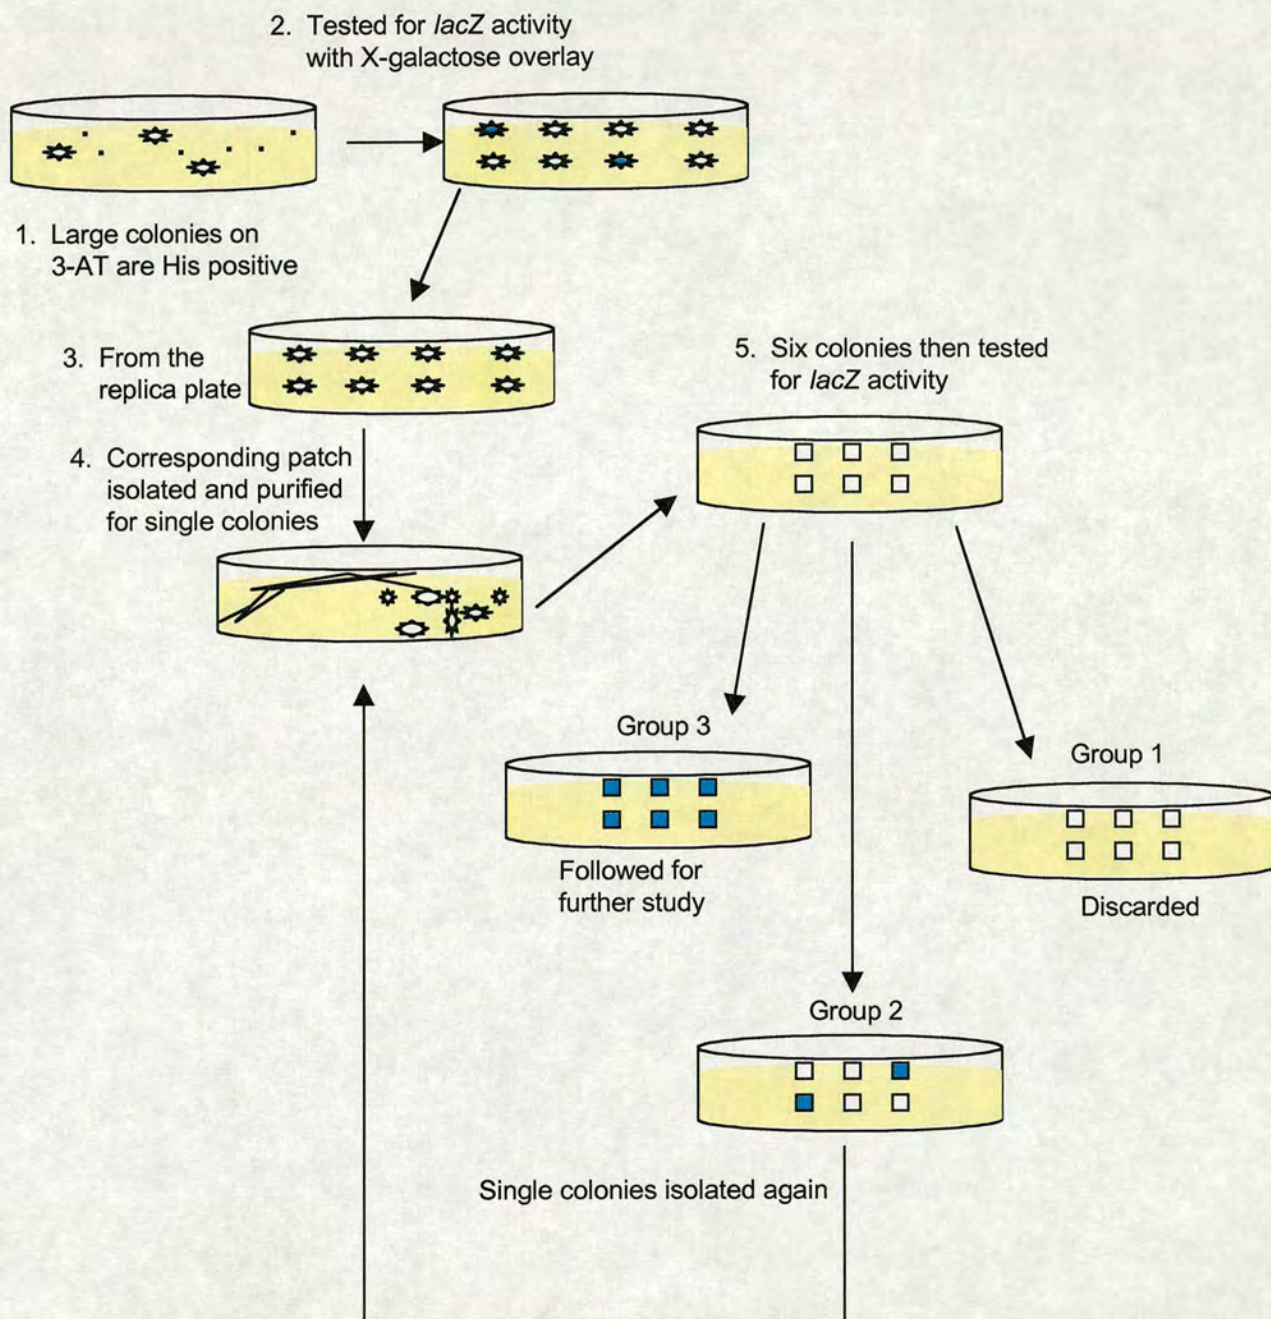 2. Tested for lacZ activity
with X-galactose overlay
1. Large colonies on
3-AT are His positive
3. From the
replica plate
4. Corresponding patch
isolated and purified
for single colonies
5. Six colonies then tested
for lacZ activity
Group 3
Followed for
further study
Group 1
Discarded
Group 2
Single colonies isolated again